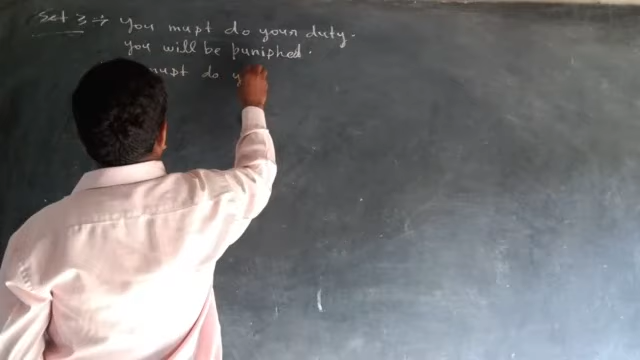 Set 3 ⇒ you must do your duty.
you will be punished.
must do y